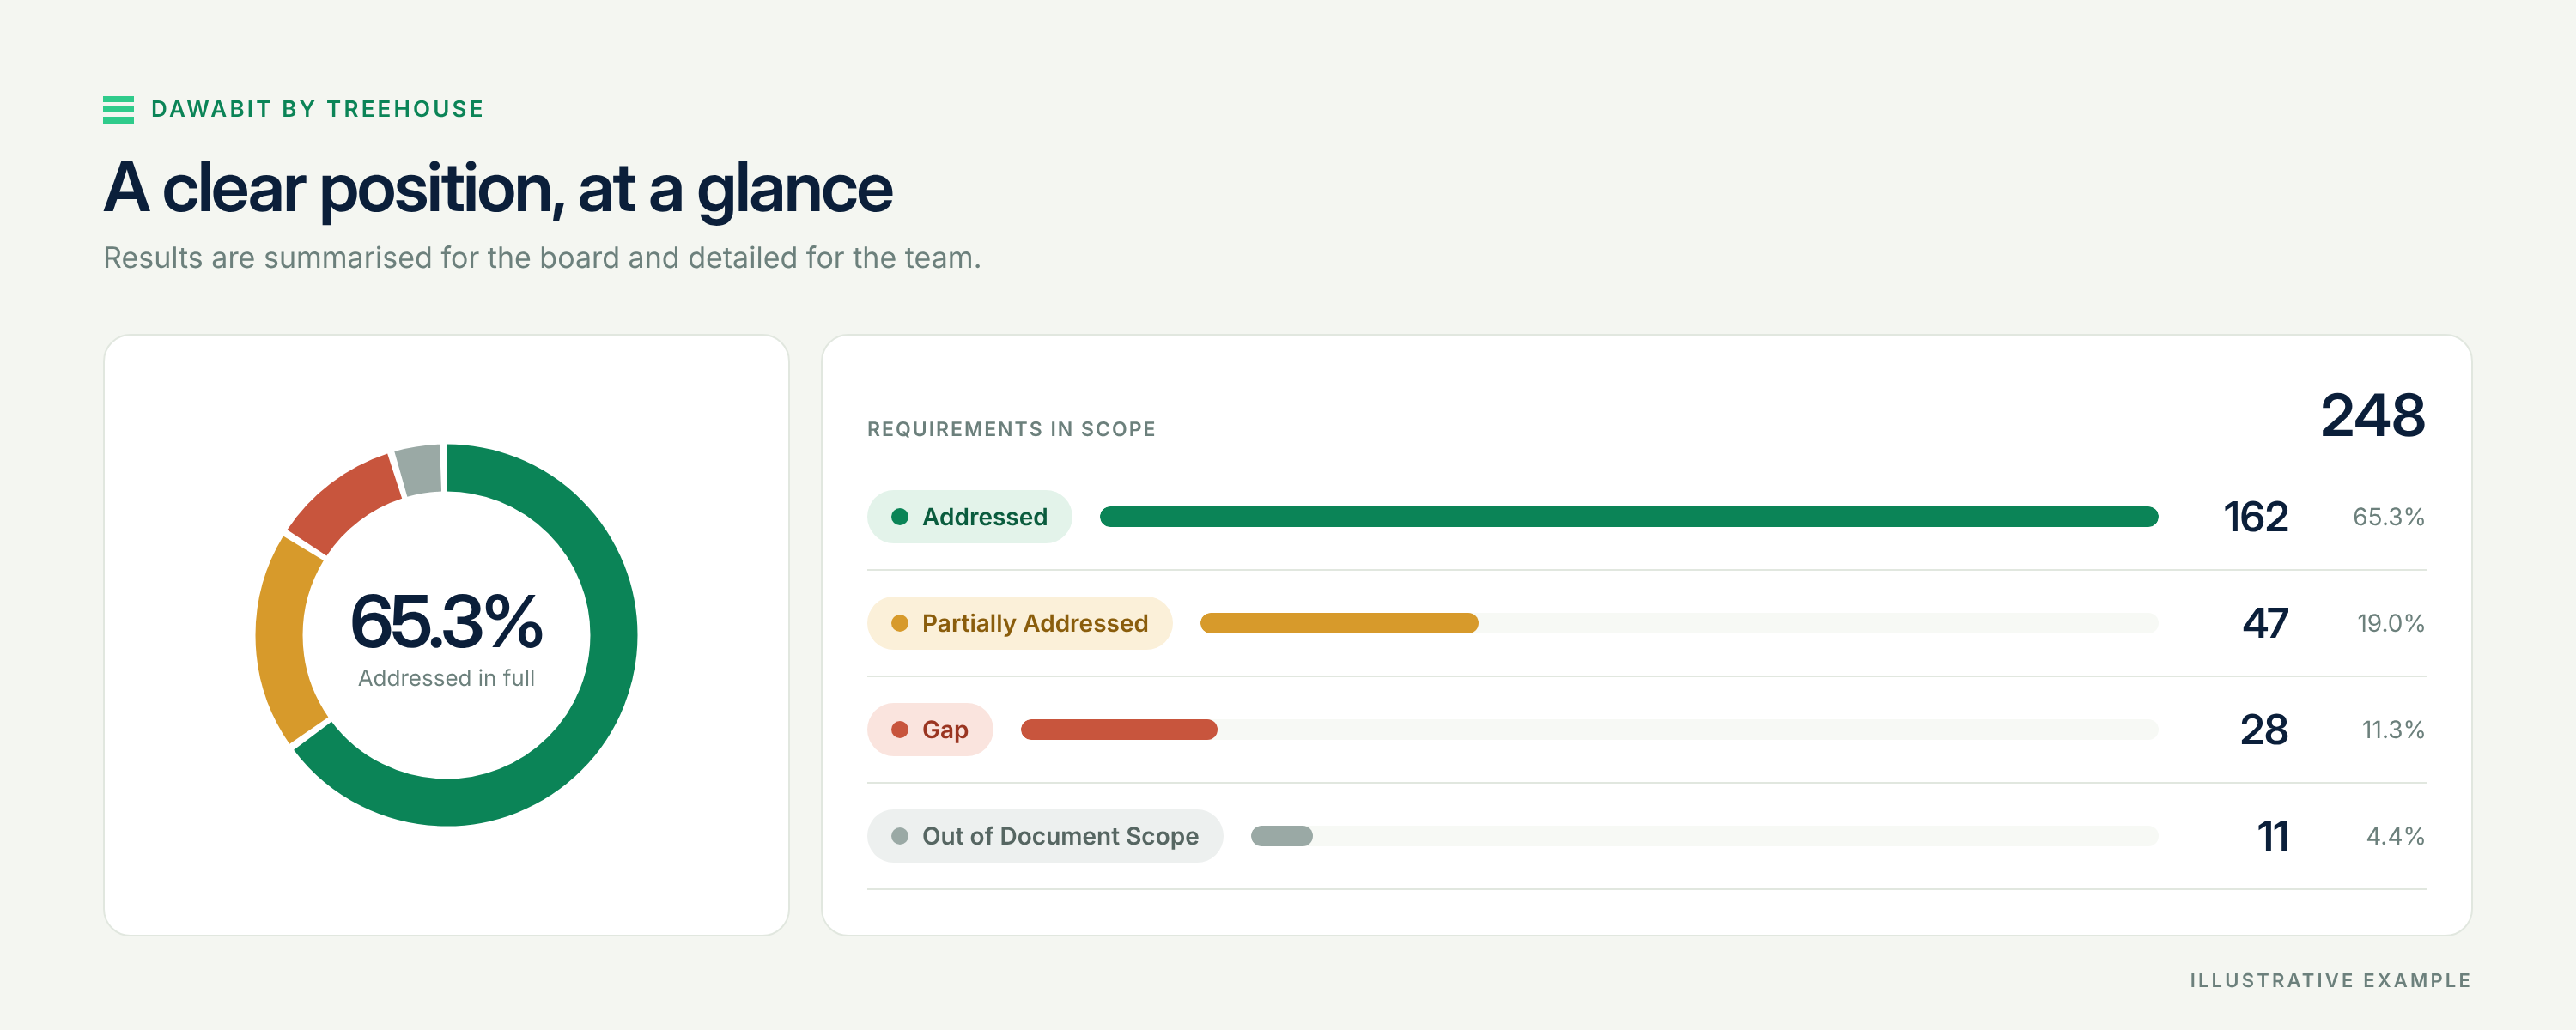 DAWABIT BY TREEHOUSE
A clear position, at a glance
Results are summarised for the board and detailed for the team.
65.3%
Addressed in full
REQUIREMENTS IN SCOPE 248
Addressed 162 65.3%
Partially Addressed 47 19.0%
Gap 28 11.3%
Out of Document Scope 11 4.4%
ILLUSTRATIVE EXAMPLE